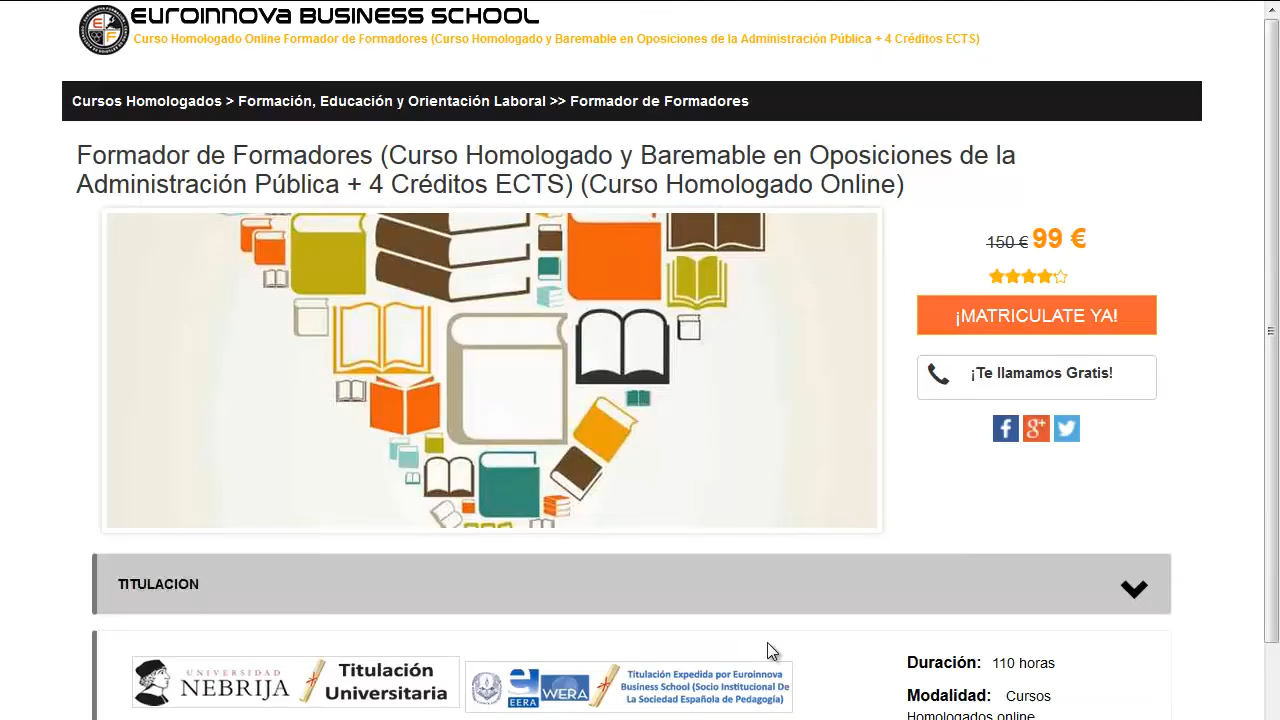 EUROINNOVA BUSINESS SCHOOL
Curso Homologado Online Formador de Formadores (Curso Homologado y Baremable en Oposiciones de la Administración Pública + 4 Créditos ECTS)
Cursos Homologados > Formación, Educación y Orientación Laboral >> Formador de Formadores
Formador de Formadores (Curso Homologado y Baremable en Oposiciones de la
Administración Pública + 4 Créditos ECTS) (Curso Homologado Online)
150 € 99 €
¡MATRICULATE YA!
¡Te llamamos Gratis!
TITULACION
UNIVERSIDAD
NEBRIJA
Titulación
Universitaria
EERA
WERA
Titulación Expedida por Euroinnova
Business School (Socio Institucional De
La Sociedad Española de Pedagogía)
Duración: 110 horas
Modalidad: Cursos
Homologados online